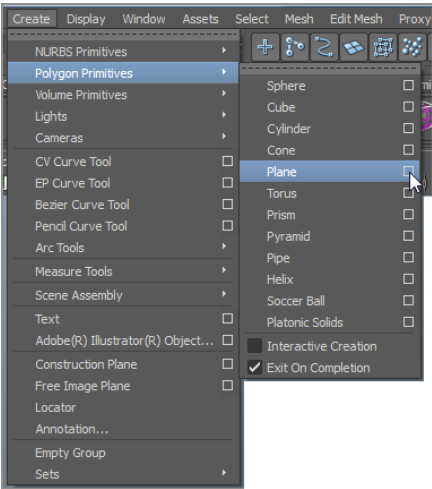 Create Display Window Assets Select Mesh Edit Mesh Proxy
NURBS Primitives
Polygon Primitives
Volume Primitives
Lights
Cameras
CV Curve Tool
EP Curve Tool
Bezier Curve Tool
Pencil Curve Tool
Arc Tools
Measure Tools
Scene Assembly
Text
Adobe(R) Illustrator(R) Object...
Construction Plane
Free Image Plane
Locator
Annotation...
Empty Group
Sets
Sphere
Cube
Cylinder
Cone
Plane
Torus
Prism
Pyramid
Pipe
Helix
Soccer Ball
Platonic Solids
Interactive Creation
Exit On Completion